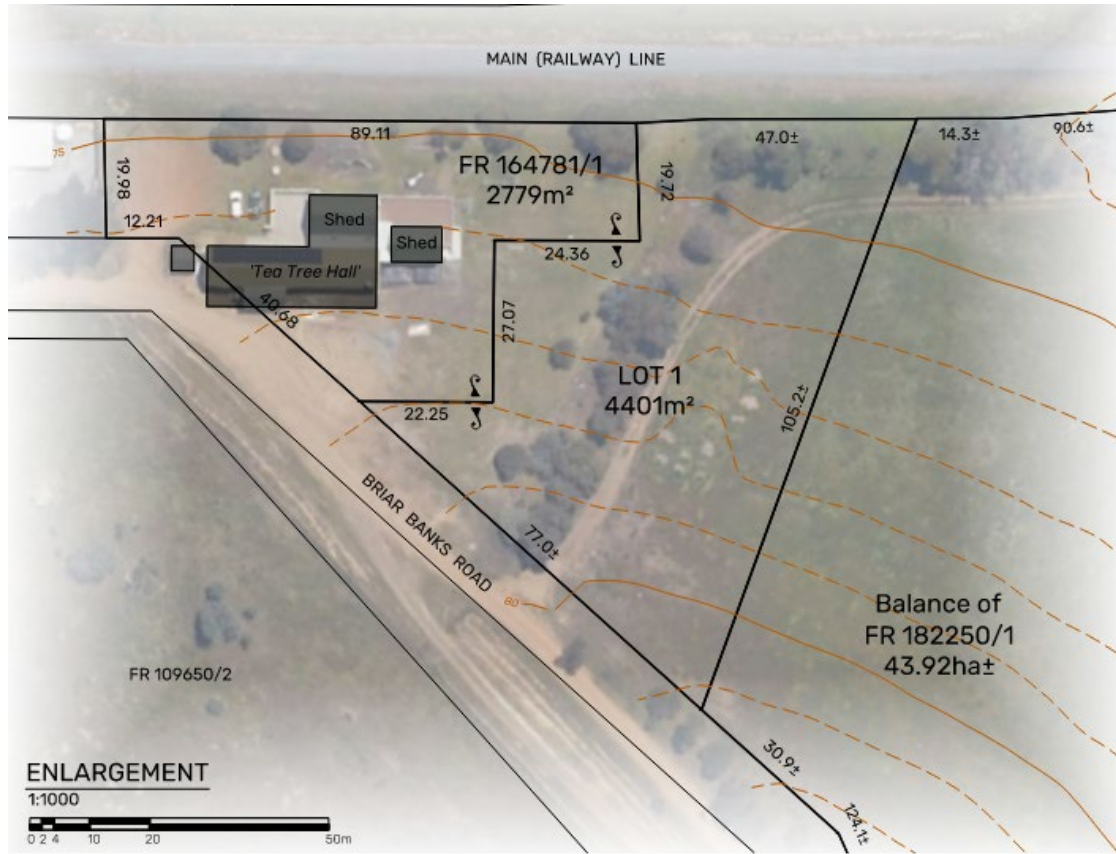 MAIN (RAILWAY) LINE
89.11
47.0±
14.3±
90.6±
75
19.98
FR 164781/1
2779m²
19.72
12.21
Shed
Shed
24.36
'Tea Tree Hall'
40.68
27.07
LOT 1
4401m²
105.2±
22.25
BRIAR BANKS ROAD
77.0±
80
Balance of
FR 182250/1
43.92ha±
FR 109650/2
30.9±
124.1±
ENLARGEMENT
1:1000
0 2 4 10 20 50m